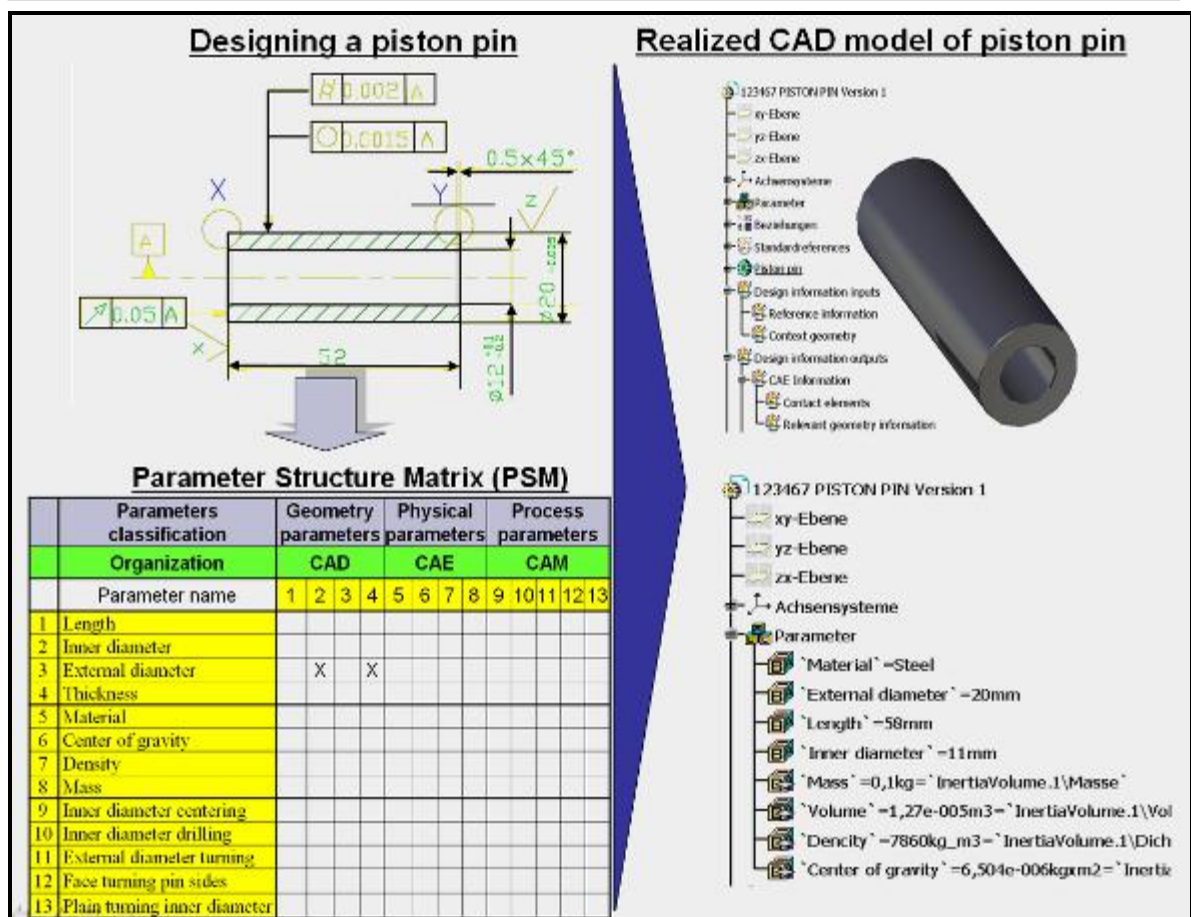 Designing a piston pin
0.002 A
0.0015 A
0.5×45°
X
Y
z
A
0.05 A
x
52
⌀20
⌀12
Parameter Structure Matrix (PSM)
Parameters classification Geometry parameters Physical parameters Process parameters
Organization CAD CAE CAM
Parameter name 1 2 3 4 5 6 7 8 9 10 11 12 13
1 Length
2 Inner diameter
3 External diameter X X
4 Thickness
5 Material
6 Center of gravity
7 Density
8 Mass
9 Inner diameter centering
10 Inner diameter drilling
11 External diameter turning
12 Face turning pin sides
13 Plain turning inner diameter
Realized CAD model of piston pin
123467 PISTON PIN Version 1
xy-Ebene
yz-Ebene
zx-Ebene
Achsensysteme
Parameter
Beziehungen
Standardreferences
Piston pin
Design information inputs
Reference information
Context geometry
Design information outputs
CAE Information
Contact elements
Relevant geometry information
123467 PISTON PIN Version 1
xy-Ebene
yz-Ebene
zx-Ebene
Achsensysteme
Parameter
`Material`=Steel
`External diameter`=20mm
`Length`=58mm
`Inner diameter`=11mm
`Mass`=0,1kg=`InertiaVolume.1\Masse`
`Volume`=1,27e-005m3=`InertiaVolume.1\Vol
`Dencity`=7860kg_m3=`InertiaVolume.1\Dich
`Center of gravity`=6,504e-006kgxm2=`Inertia